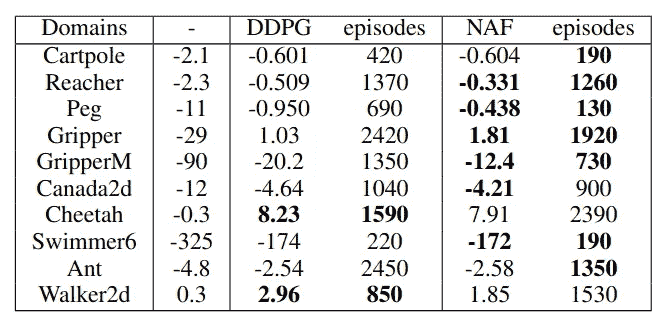 Domains - DDPG episodes NAF episodes
Cartpole -2.1 -0.601 420 -0.604 190
Reacher -2.3 -0.509 1370 -0.331 1260
Peg -11 -0.950 690 -0.438 130
Gripper -29 1.03 2420 1.81 1920
GripperM -90 -20.2 1350 -12.4 730
Canada2d -12 -4.64 1040 -4.21 900
Cheetah -0.3 8.23 1590 7.91 2390
Swimmer6 -325 -174 220 -172 190
Ant -4.8 -2.54 2450 -2.58 1350
Walker2d 0.3 2.96 850 1.85 1530